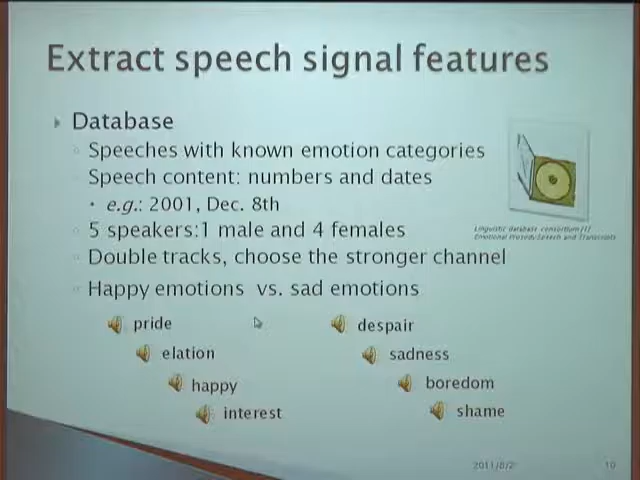 Extract speech signal features
Database
Speeches with known emotion categories
Speech content: numbers and dates
e.g.: 2001, Dec. 8th
5 speakers:1 male and 4 females
Linguistic database consortium
Emotional Prosody Speech and Transcripts
Double tracks, choose the stronger channel
Happy emotions vs. sad emotions
pride despair
elation sadness
happy boredom
interest shame
2011/8/2 10